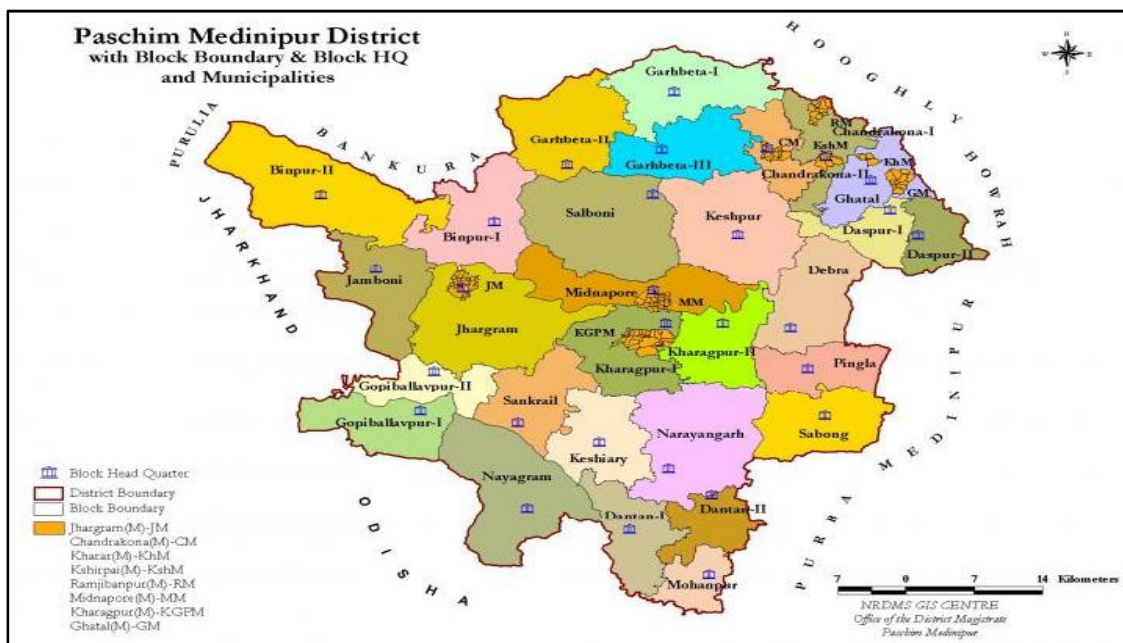 Paschim Medinipur District
with Block Boundary & Block HQ
and Municipalities
N
W
E
S
HOOGHLY
HOWRAH
PURULIA
BANKURA
JHARKHAND
ODISHA
PURBA MEDINIPUR
Garhbeta-I
Garhbeta-II
Garhbeta-III
RM
Chandrakona-I
CM
KshM
KhM
Chandrakona-II
Ghatal
GM
Binpur-II
Binpur-I
Salboni
Keshpur
Daspur-I
Daspur-II
Jamboni
JM
Jhargram
Midnapore
MM
Debra
KGPM
Kharagpur-I
Kharagpur-II
Pingla
Gopiballavpur-II
Gopiballavpur-I
Sankrail
Keshiary
Narayangarh
Sabong
Nayagram
Dantan-I
Dantan-II
Mohanpur
Block Head Quarter
District Boundary
Block Boundary
Jhargram(M)-JM
Chandrakona(M)-CM
Kharar(M)-KhM
Kshirpai(M)-KshM
Ramjibanpur(M)-RM
Midnapore(M)-MM
Kharagpur(M)-KGPM
Ghatal(M)-GM
7 0 7 14 Kilometers
NRDMS GIS CENTRE
Office of the District Magistrate
Paschim Medinipur